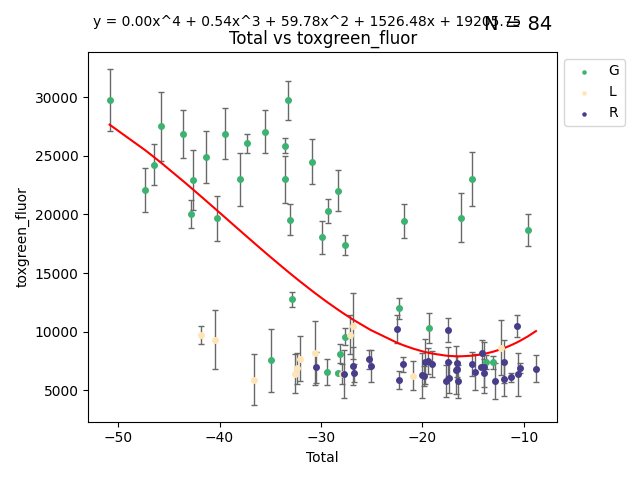 y = 0.00x^4 + 0.54x^3 + 59.78x^2 + 1526.48x + 19205.75
N = 84
Total vs toxgreen_fluor
G
L
R
30000
25000
20000
15000
10000
5000
toxgreen_fluor
−50
−40
−30
−20
−10
Total